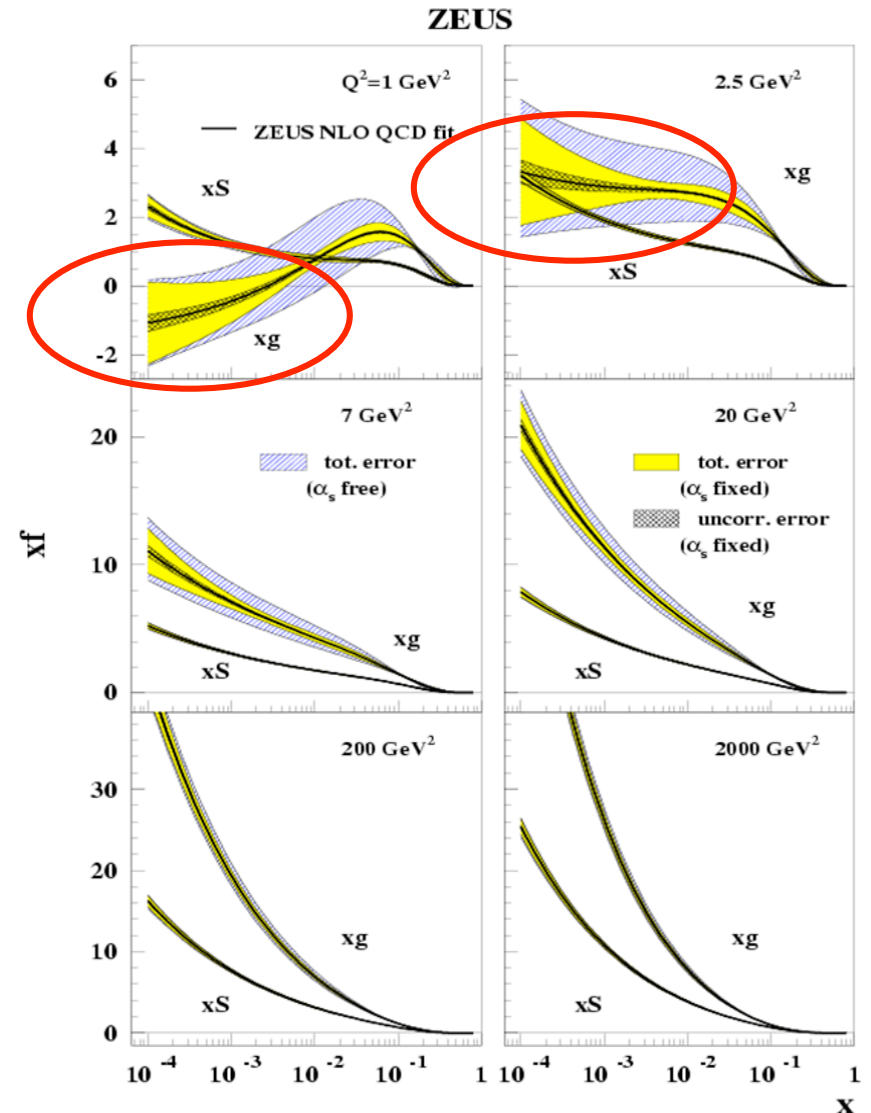 ZEUS
Q²=1 GeV²
ZEUS NLO QCD fit
xS
xg
6
4
2
0
-2
2.5 GeV²
xg
xS
7 GeV²
tot. error
(αs free)
xg
xS
20
10
0
20 GeV²
tot. error
(αs fixed)
uncorr. error
(αs fixed)
xg
xS
xf
200 GeV²
xg
xS
30
20
10
0
2000 GeV²
xg
xS
10⁻⁴ 10⁻³ 10⁻² 10⁻¹ 1 10⁻⁴ 10⁻³ 10⁻² 10⁻¹ 1
x